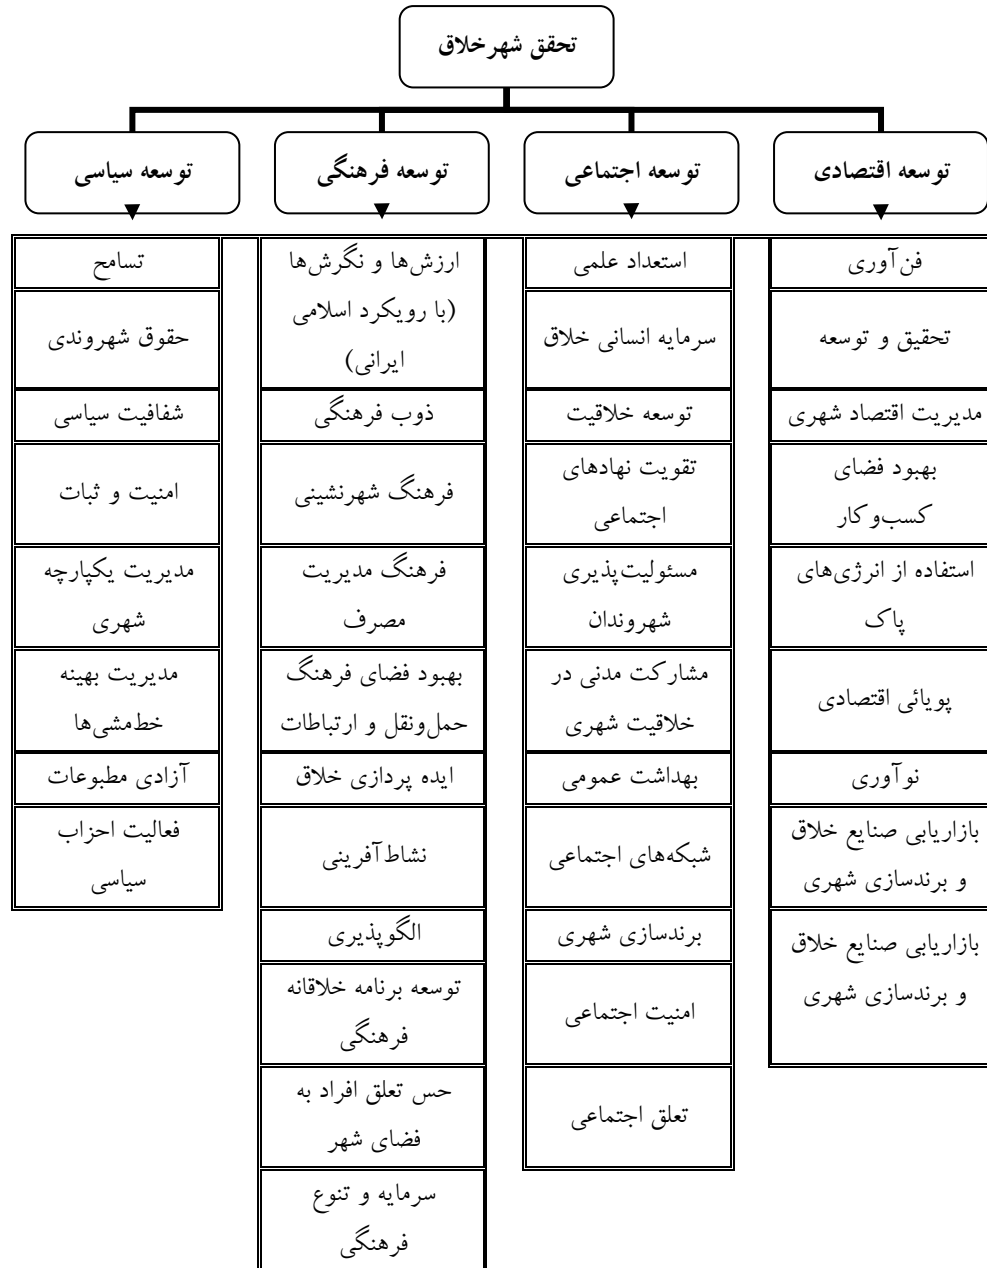 تحقق شهرخلاق
توسعه اقتصادی
توسعه اجتماعی
توسعه فرهنگی
توسعه سیاسی
فن‌آوری
تحقیق و توسعه
مدیریت اقتصاد شهری
بهبود فضای
کسب‌وکار
استفاده از انرژی‌های
پاک
پویائی اقتصادی
نوآوری
بازاریابی صنایع خلاق
و برندسازی شهری
بازاریابی صنایع خلاق
و برندسازی شهری
استعداد علمی
سرمایه انسانی خلاق
توسعه خلاقیت
تقویت نهادهای
اجتماعی
مسئولیت‌پذیری
شهروندان
مشارکت مدنی در
خلاقیت شهری
بهداشت عمومی
شبکه‌های اجتماعی
برندسازی شهری
امنیت اجتماعی
تعلق اجتماعی
ارزش‌ها و نگرش‌ها
(با رویکرد اسلامی
ایرانی)
ذوب فرهنگی
فرهنگ شهرنشینی
فرهنگ مدیریت
مصرف
بهبود فضای فرهنگ
حمل‌ونقل و ارتباطات
ایده پردازی خلاق
نشاط‌آفرینی
الگوپذیری
توسعه برنامه خلاقانه
فرهنگی
حس تعلق افراد به
فضای شهر
سرمایه و تنوع
فرهنگی
تسامح
حقوق شهروندی
شفافیت سیاسی
امنیت و ثبات
مدیریت یکپارچه
شهری
مدیریت بهینه
خط‌مشی‌ها
آزادی مطبوعات
فعالیت احزاب
سیاسی